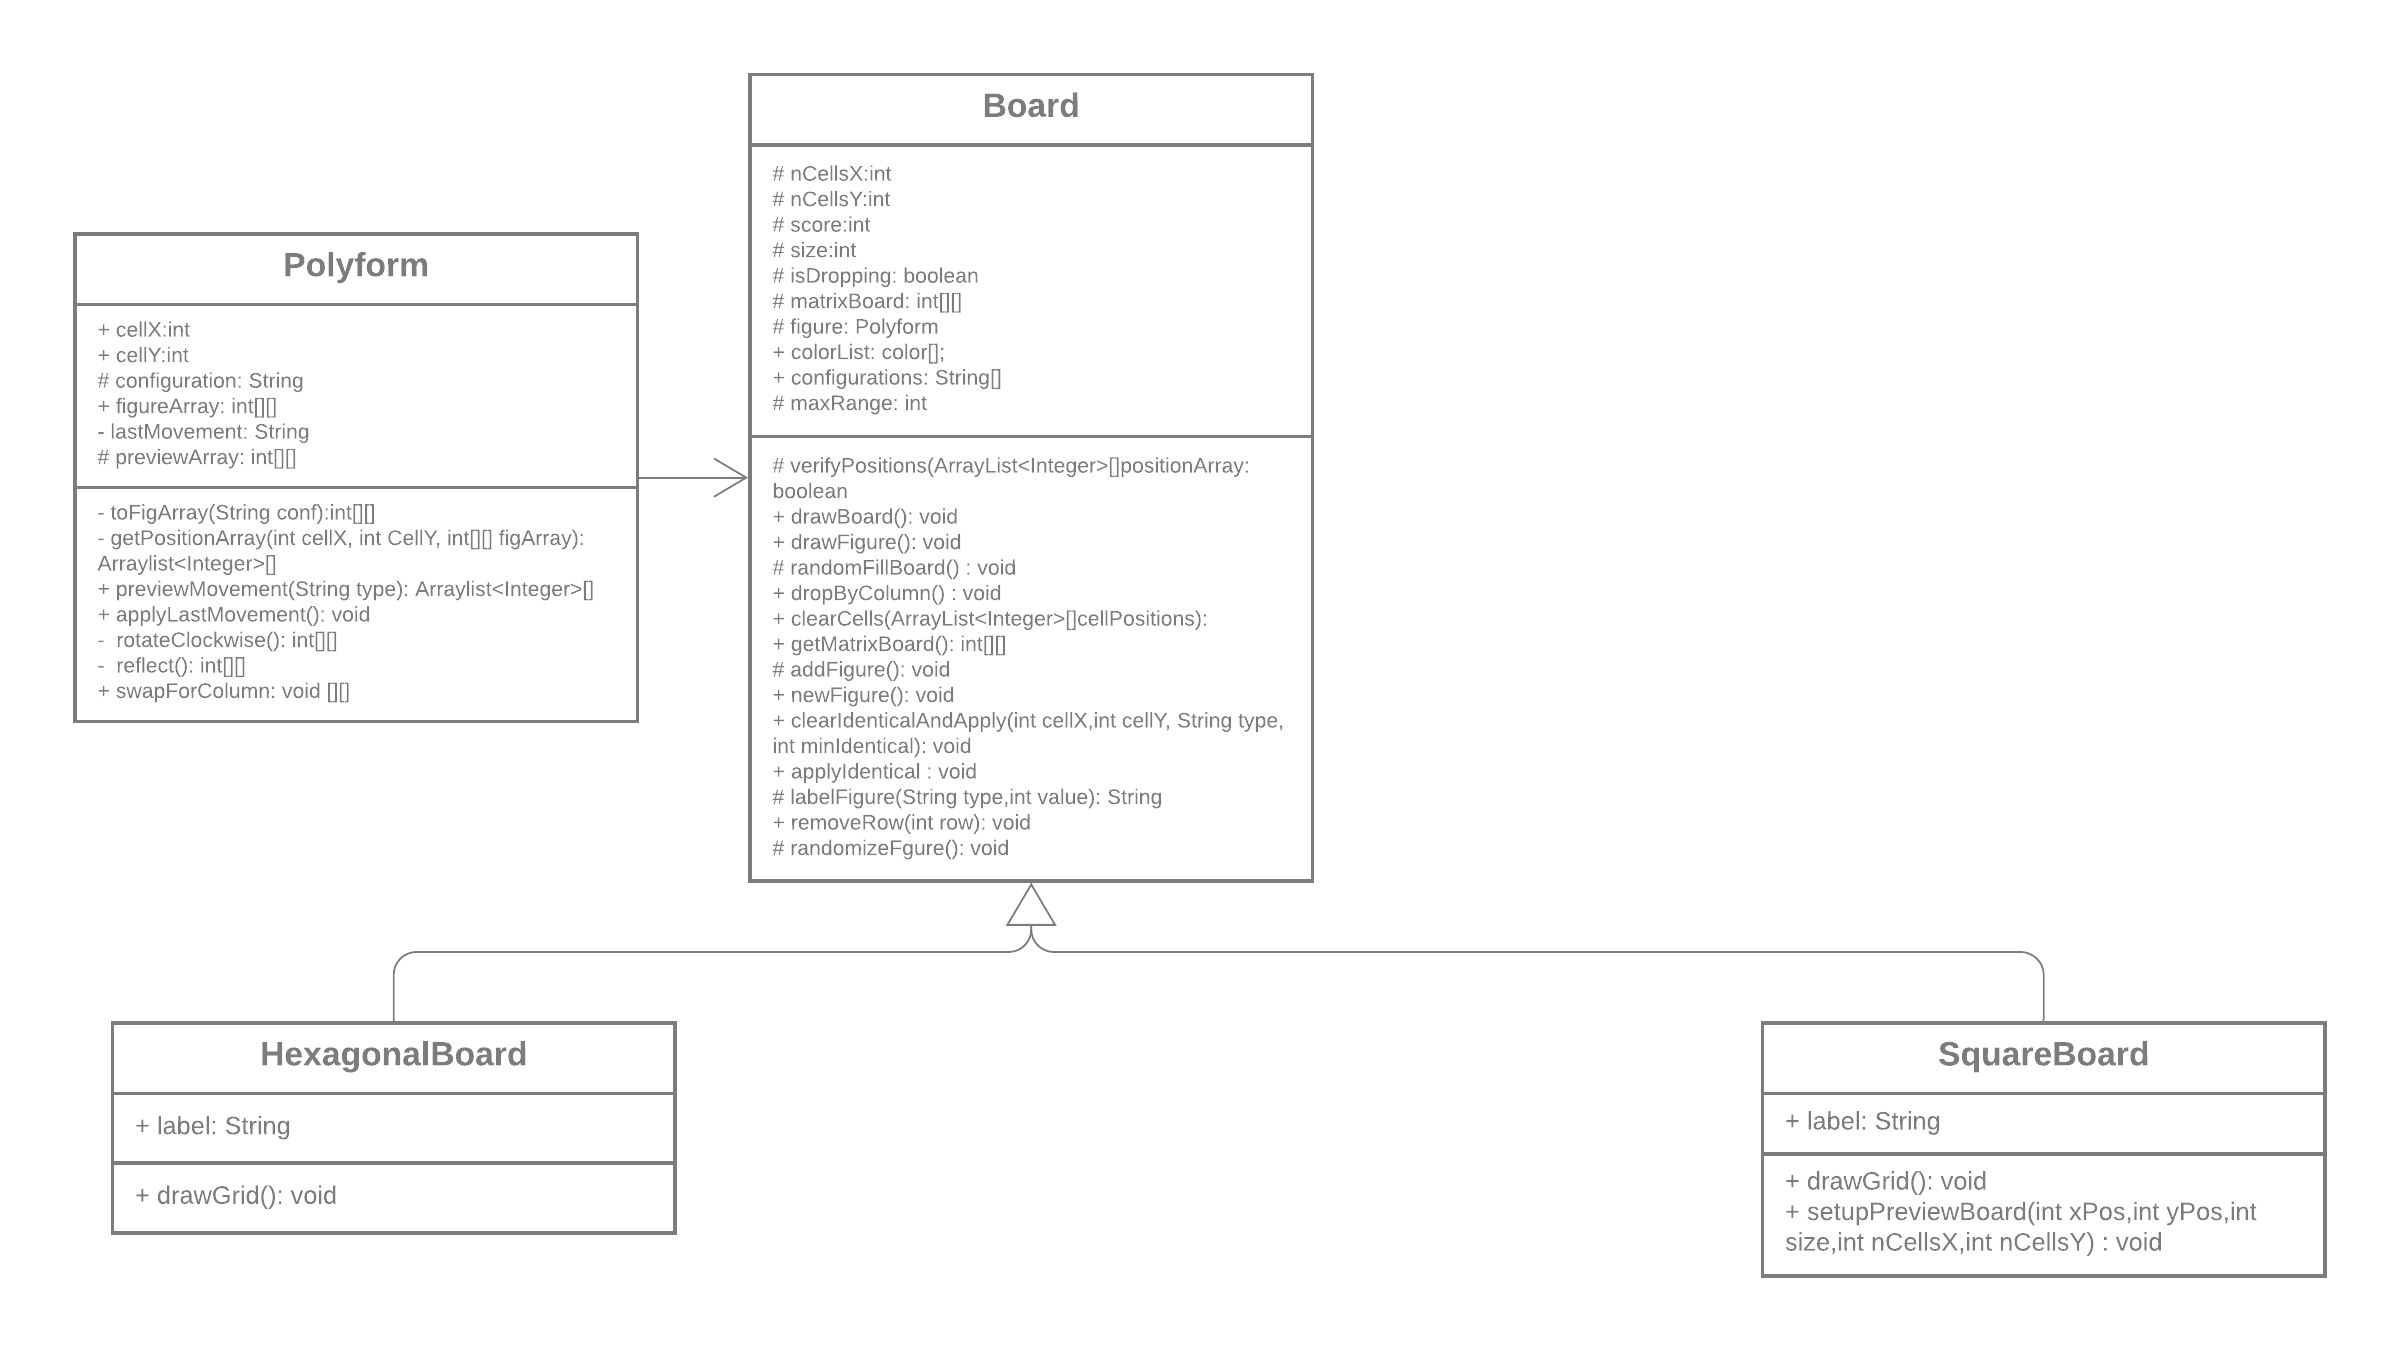 Board
# nCellsX:int
# nCellsY:int
# score:int
# size:int
# isDropping: boolean
# matrixBoard: int[][]
# figure: Polyform
+ colorList: color[];
+ configurations: String[]
# maxRange: int
# verifyPositions(ArrayList<Integer>[]positionArray:
boolean
+ drawBoard(): void
+ drawFigure(): void
# randomFillBoard() : void
+ dropByColumn() : void
+ clearCells(ArrayList<Integer>[]cellPositions):
+ getMatrixBoard(): int[][]
# addFigure(): void
+ newFigure(): void
+ clearIdenticalAndApply(int cellX,int cellY, String type,
int minIdentical): void
+ applyIdentical : void
# labelFigure(String type,int value): String
+ removeRow(int row): void
# randomizeFgure(): void
Polyform
+ cellX:int
+ cellY:int
# configuration: String
+ figureArray: int[][]
- lastMovement: String
# previewArray: int[][]
- toFigArray(String conf):int[][]
- getPositionArray(int cellX, int CellY, int[][] figArray):
Arraylist<Integer>[]
+ previewMovement(String type): Arraylist<Integer>[]
+ applyLastMovement(): void
-  rotateClockwise(): int[][]
-  reflect(): int[][]
+ swapForColumn: void [][]
HexagonalBoard
+ label: String
+ drawGrid(): void
SquareBoard
+ label: String
+ drawGrid(): void
+ setupPreviewBoard(int xPos,int yPos,int
size,int nCellsX,int nCellsY) : void